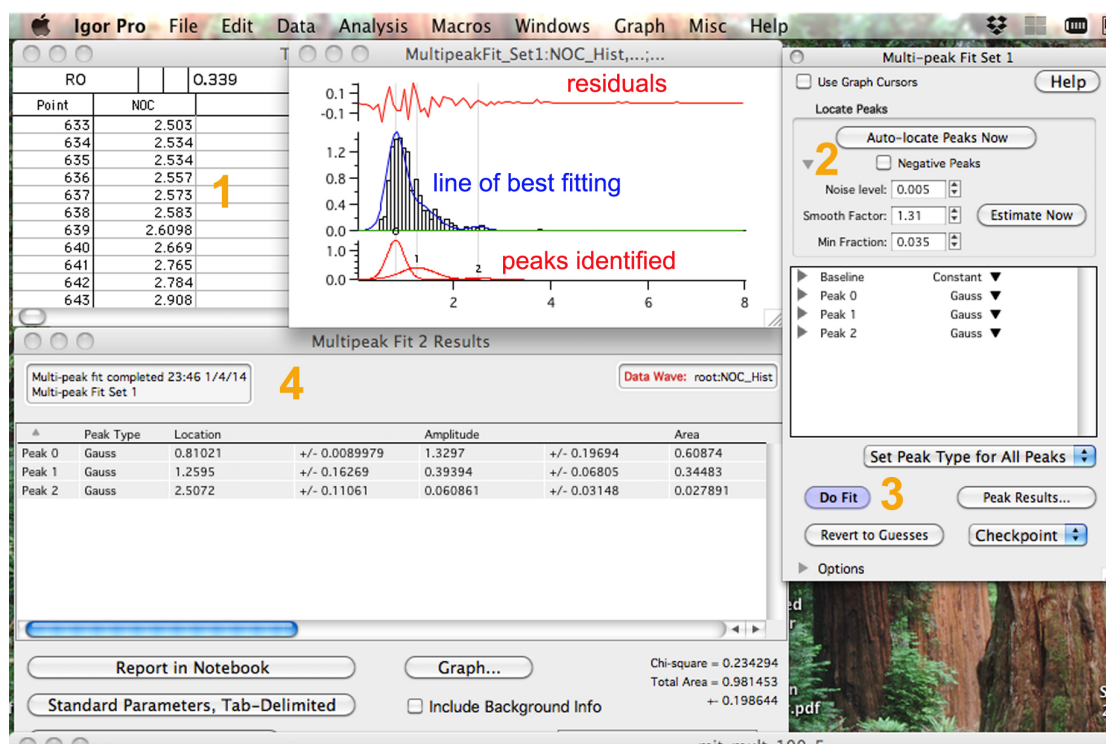 Igor Pro File Edit Data Analysis Macros Windows Graph Misc Help
T
R0 0.339
Point NOC
633 2.503
634 2.534
635 2.534
636 2.557
637 2.573
638 2.583
639 2.6098
640 2.669
641 2.765
642 2.784
643 2.908
1
MultipeakFit_Set1:NOC_Hist,...;...
residuals
0.1
-0.1
line of best fitting
1.2
0.8
0.4
0.0
peaks identified
1.0
0.0
0
1
2
2 4 6 8
Multi-peak Fit Set 1
Use Graph Cursors
Help
Locate Peaks
Auto-locate Peaks Now
2
Negative Peaks
Noise level: 0.005
Smooth Factor: 1.31
Estimate Now
Min Fraction: 0.035
Baseline Constant
Peak 0 Gauss
Peak 1 Gauss
Peak 2 Gauss
Set Peak Type for All Peaks
Do Fit
3
Peak Results...
Revert to Guesses
Checkpoint
Options
Multipeak Fit 2 Results
Multi-peak fit completed 23:46 1/4/14
Multi-peak Fit Set 1
4
Data Wave: root:NOC_Hist
Peak Type Location Amplitude Area
Peak 0 Gauss 0.81021 +/- 0.0089979 1.3297 +/- 0.19694 0.60874
Peak 1 Gauss 1.2595 +/- 0.16269 0.39394 +/- 0.06805 0.34483
Peak 2 Gauss 2.5072 +/- 0.11061 0.060861 +/- 0.03148 0.027891
Report in Notebook
Graph...
Chi-square = 0.234294
Total Area = 0.981453
+- 0.198644
Standard Parameters, Tab-Delimited
Include Background Info
.pdf